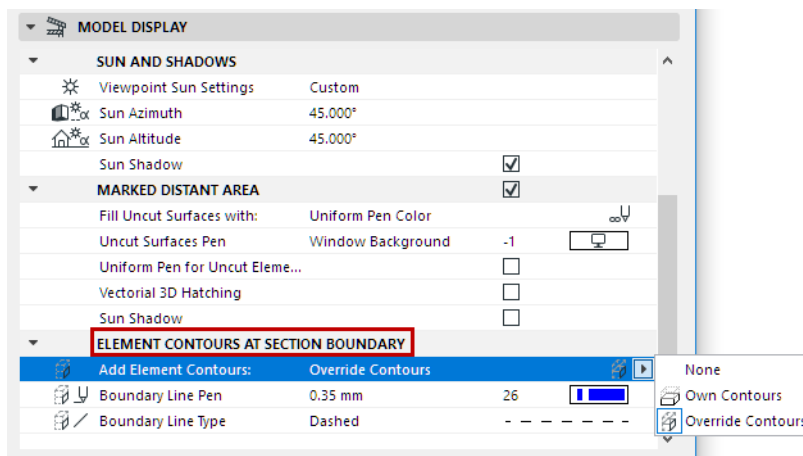 MODEL DISPLAY
SUN AND SHADOWS
Viewpoint Sun Settings Custom
α Sun Azimuth 45.000°
α Sun Altitude 45.000°
Sun Shadow
MARKED DISTANT AREA
Fill Uncut Surfaces with: Uniform Pen Color
Uncut Surfaces Pen Window Background -1
Uniform Pen for Uncut Eleme...
Vectorial 3D Hatching
Sun Shadow
ELEMENT CONTOURS AT SECTION BOUNDARY
Add Element Contours: Override Contours
None
Boundary Line Pen 0.35 mm 26
Own Contours
Boundary Line Type Dashed
Override Contours